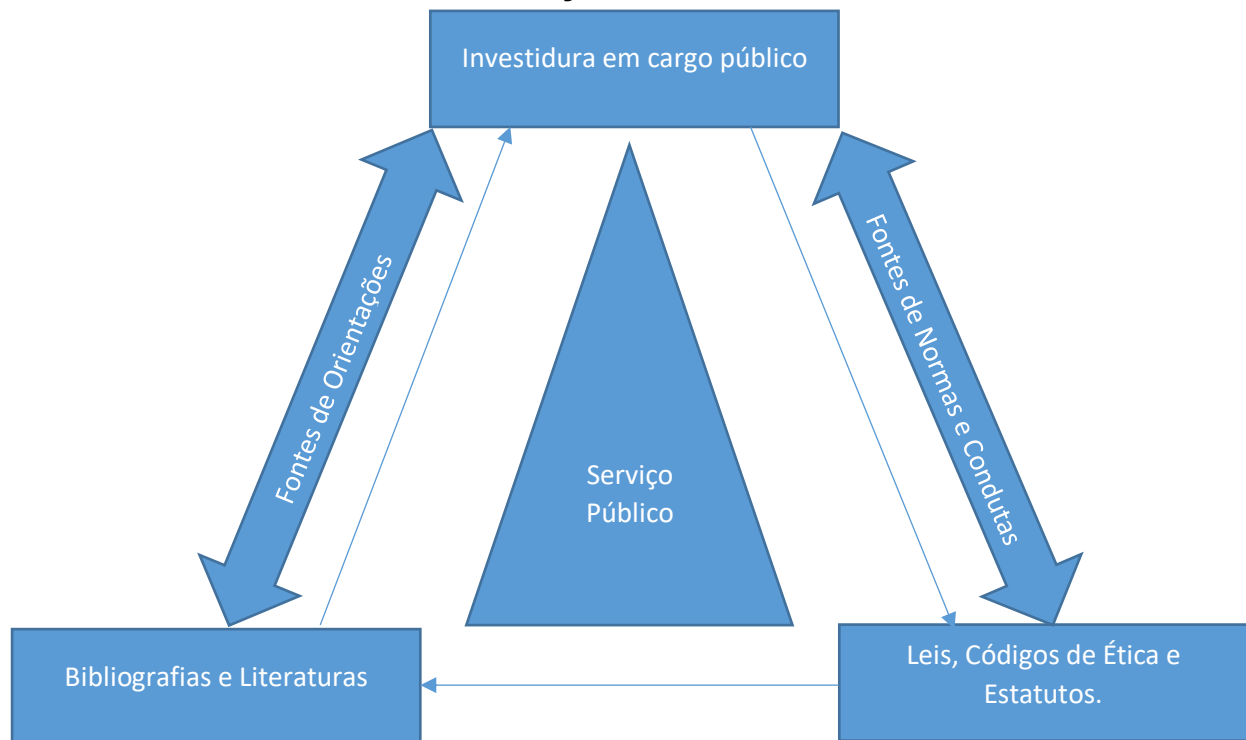 Investidura em cargo público
Fontes de Orientações
Fontes de Normas e Condutas
Serviço
Público
Bibliografias e Literaturas
Leis, Códigos de Ética e
Estatutos.